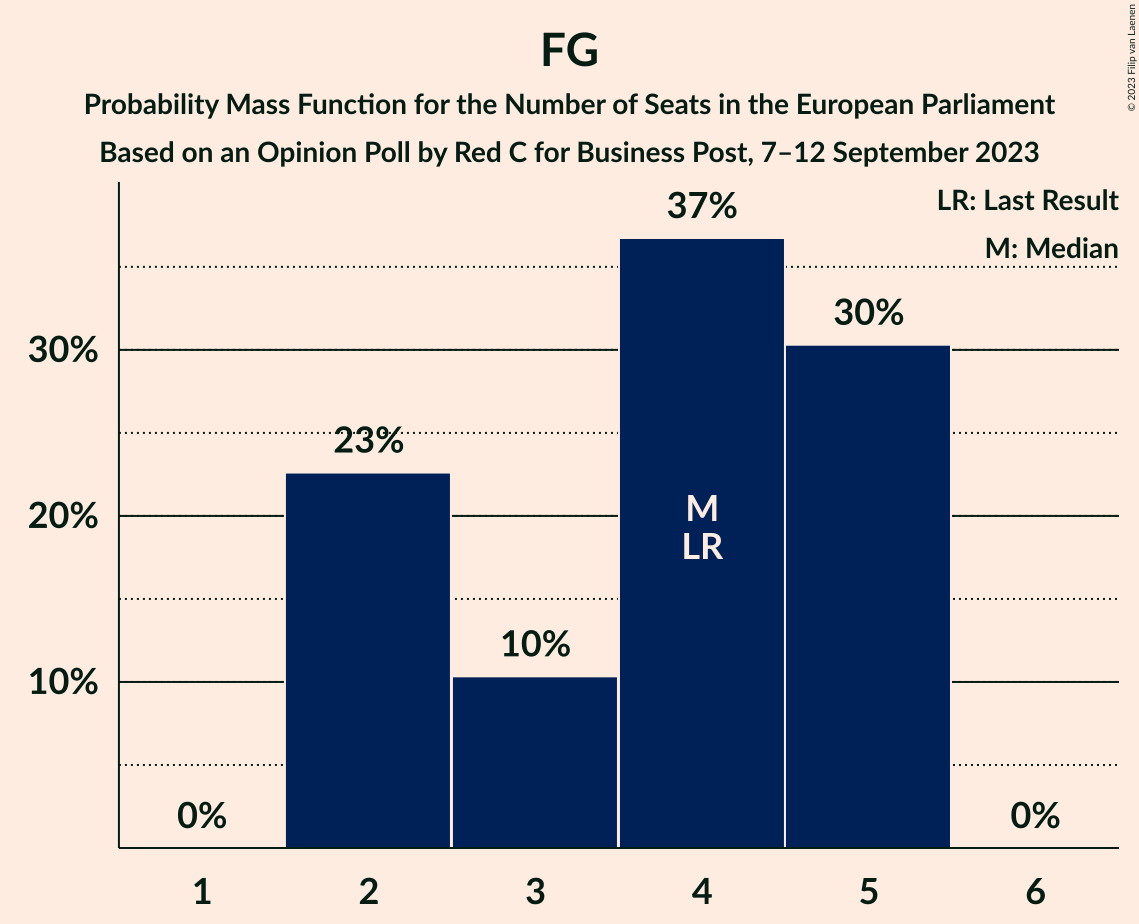 FG
Probability Mass Function for the Number of Seats in the European Parliament
Based on an Opinion Poll by Red C for Business Post, 7–12 September 2023
© 2023 Filip van Laenen
LR: Last Result
M: Median
37%
30%
23%
10%
0%
0%
M
LR
30%
20%
10%
1
2
3
4
5
6